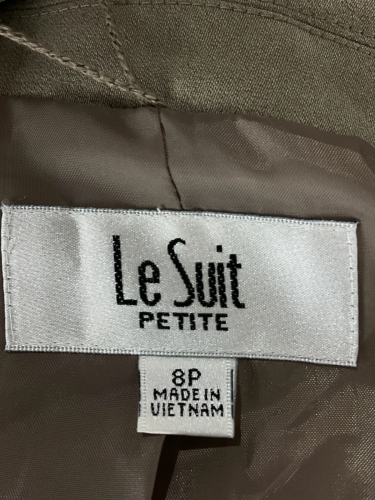 Le Suit
PETITE
8P
MADE IN
VIETNAM